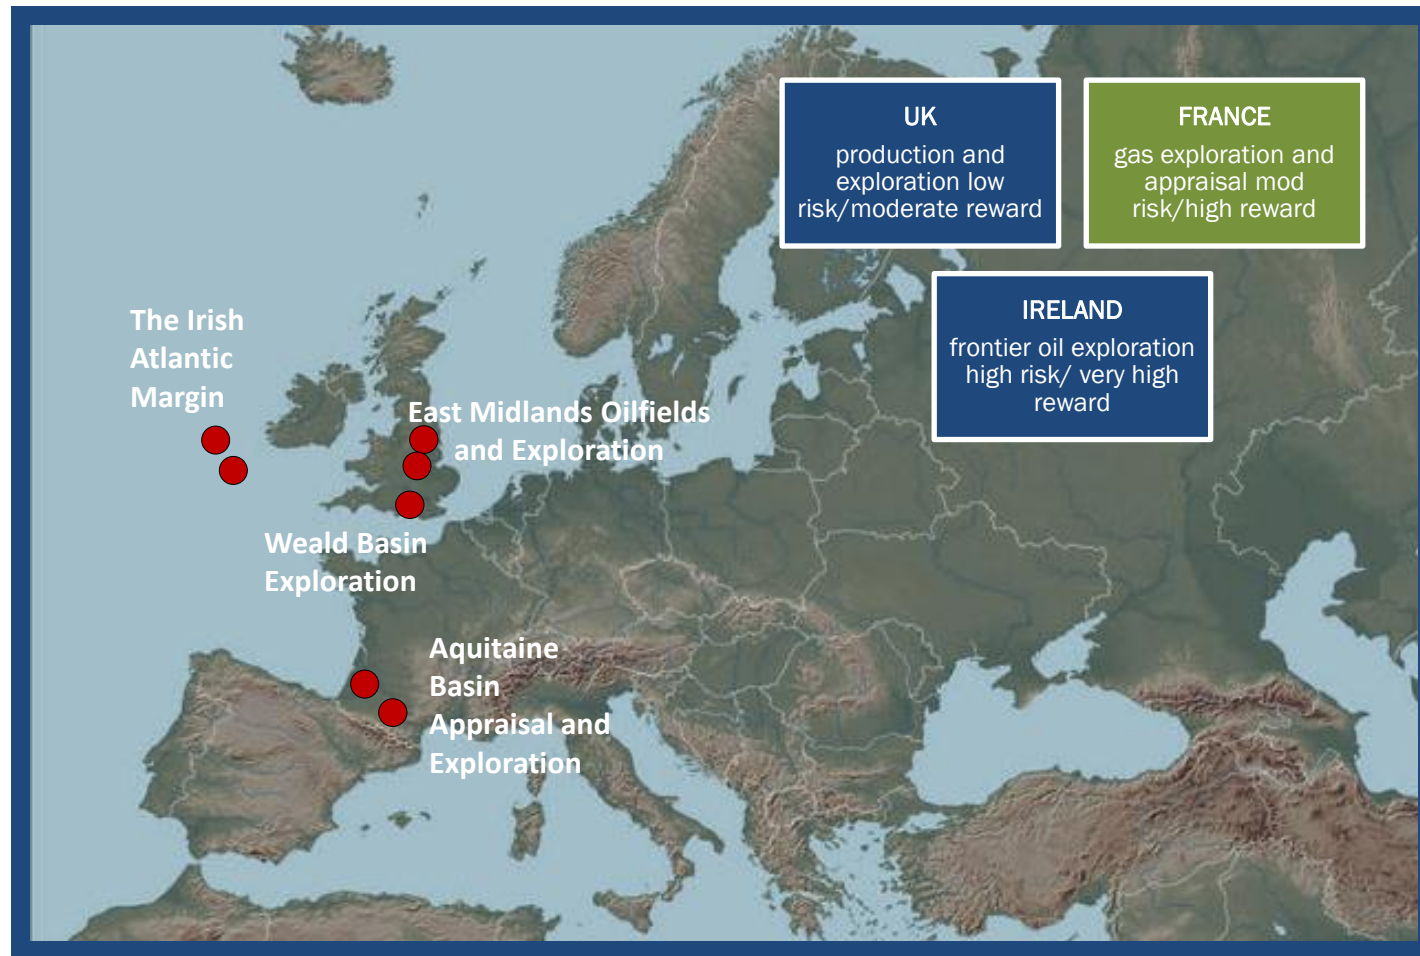 UK
production and
exploration low
risk/moderate reward
FRANCE
gas exploration and
appraisal mod
risk/high reward
IRELAND
frontier oil exploration
high risk/ very high
reward
The Irish
Atlantic
Margin
East Midlands Oilfields
and Exploration
Weald Basin
Exploration
Aquitaine
Basin
Appraisal and
Exploration